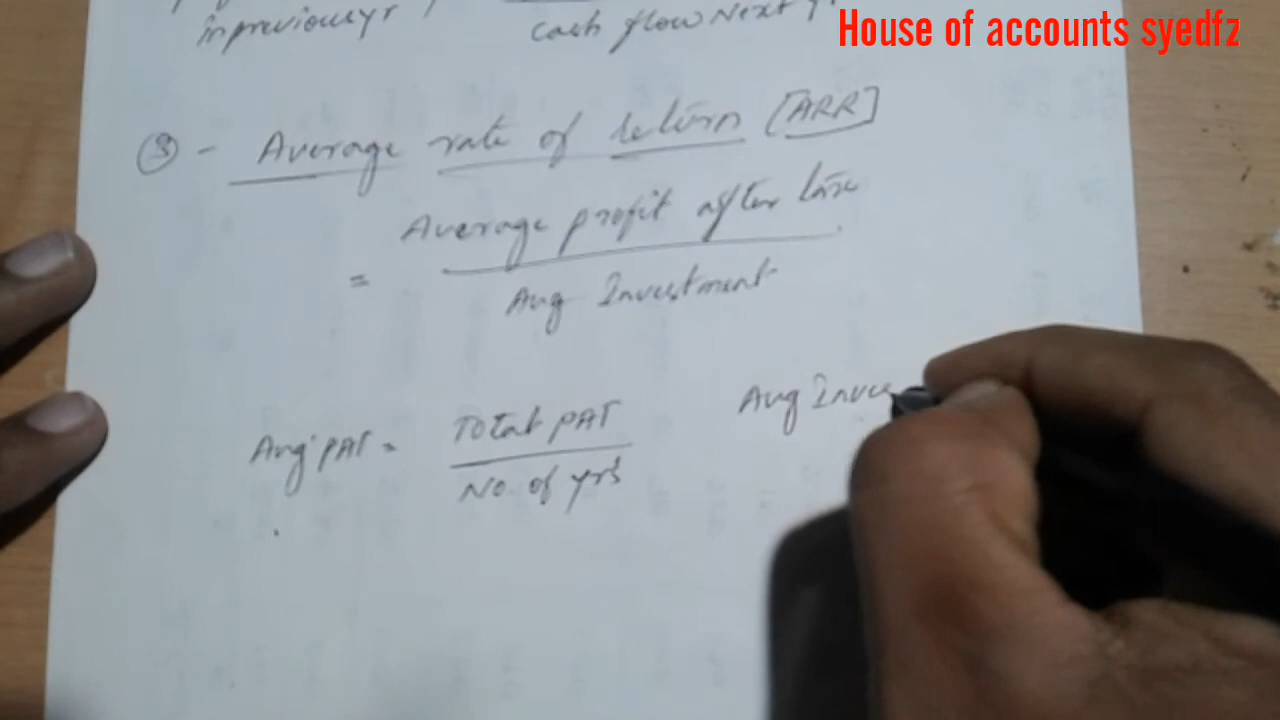 in previous yr
cash flow Next y
House of accounts syedfz
③ - Average rate of return [ARR]
= Average profit after tax
Avg Investment
Avg PAT = Total PAT
No. of yrs
Avg Inves